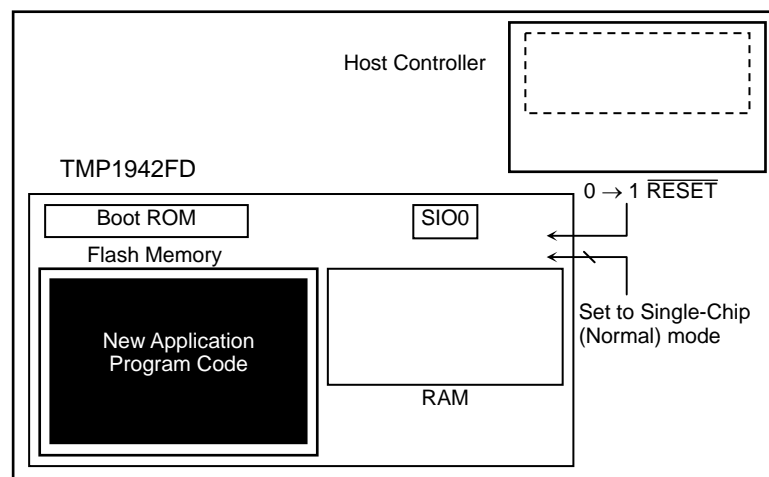 Host Controller
TMP1942FD
0 → 1 RESET
Boot ROM
SIO0
Flash Memory
New Application
Program Code
Set to Single-Chip
(Normal) mode
RAM